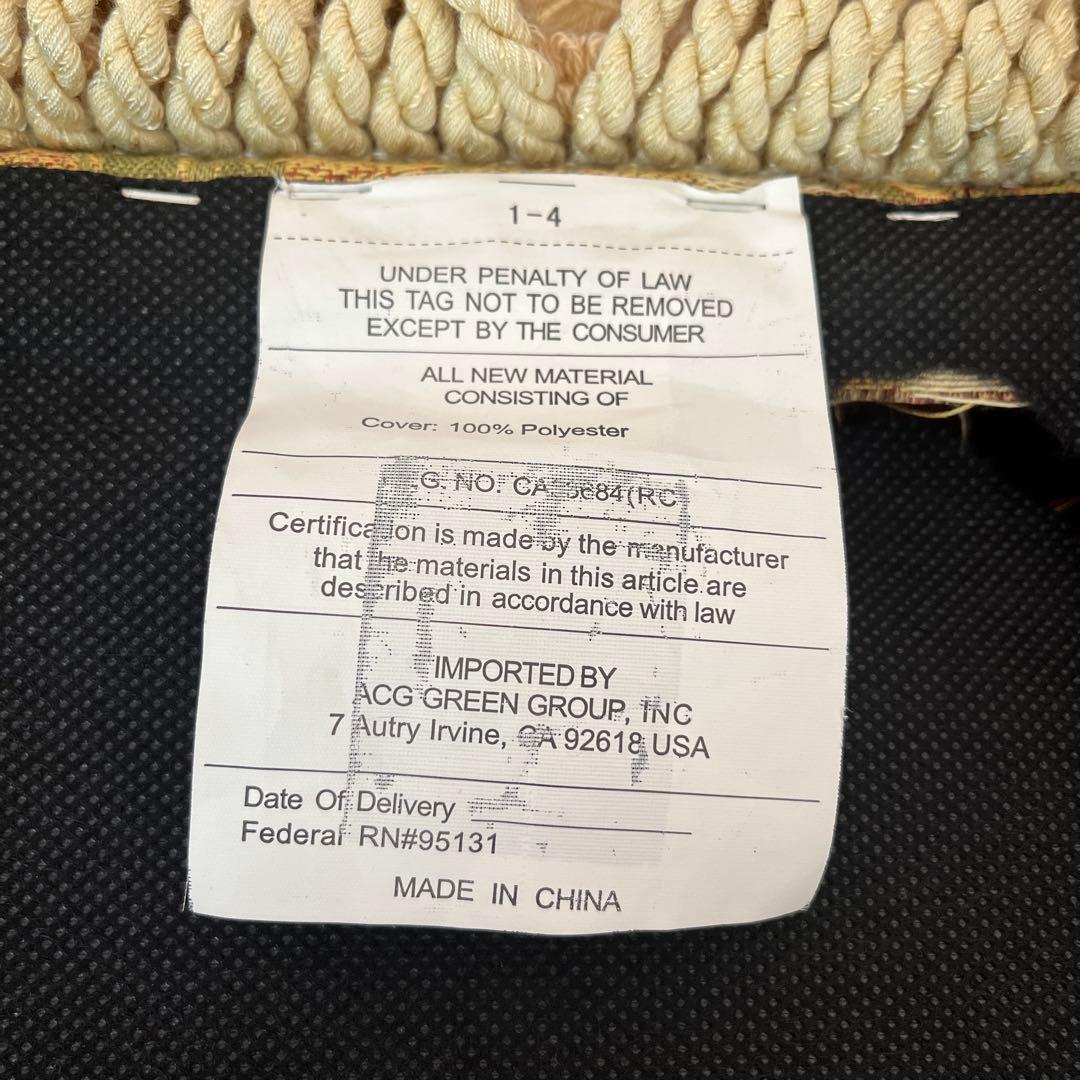 1-4
UNDER PENALTY OF LAW
THIS TAG NOT TO BE REMOVED
EXCEPT BY THE CONSUMER
ALL NEW MATERIAL
CONSISTING OF
Cover: 100% Polyester
G. NO. (RC
Certification is made by the manufacturer
that the materials in this article are
described in accordance with law
IMPORTED BY
ACG GREEN GROUP, INC
7 Autry Irvine, CA 92618 USA
Date Of Delivery
Federal RN#95131
MADE IN CHINA